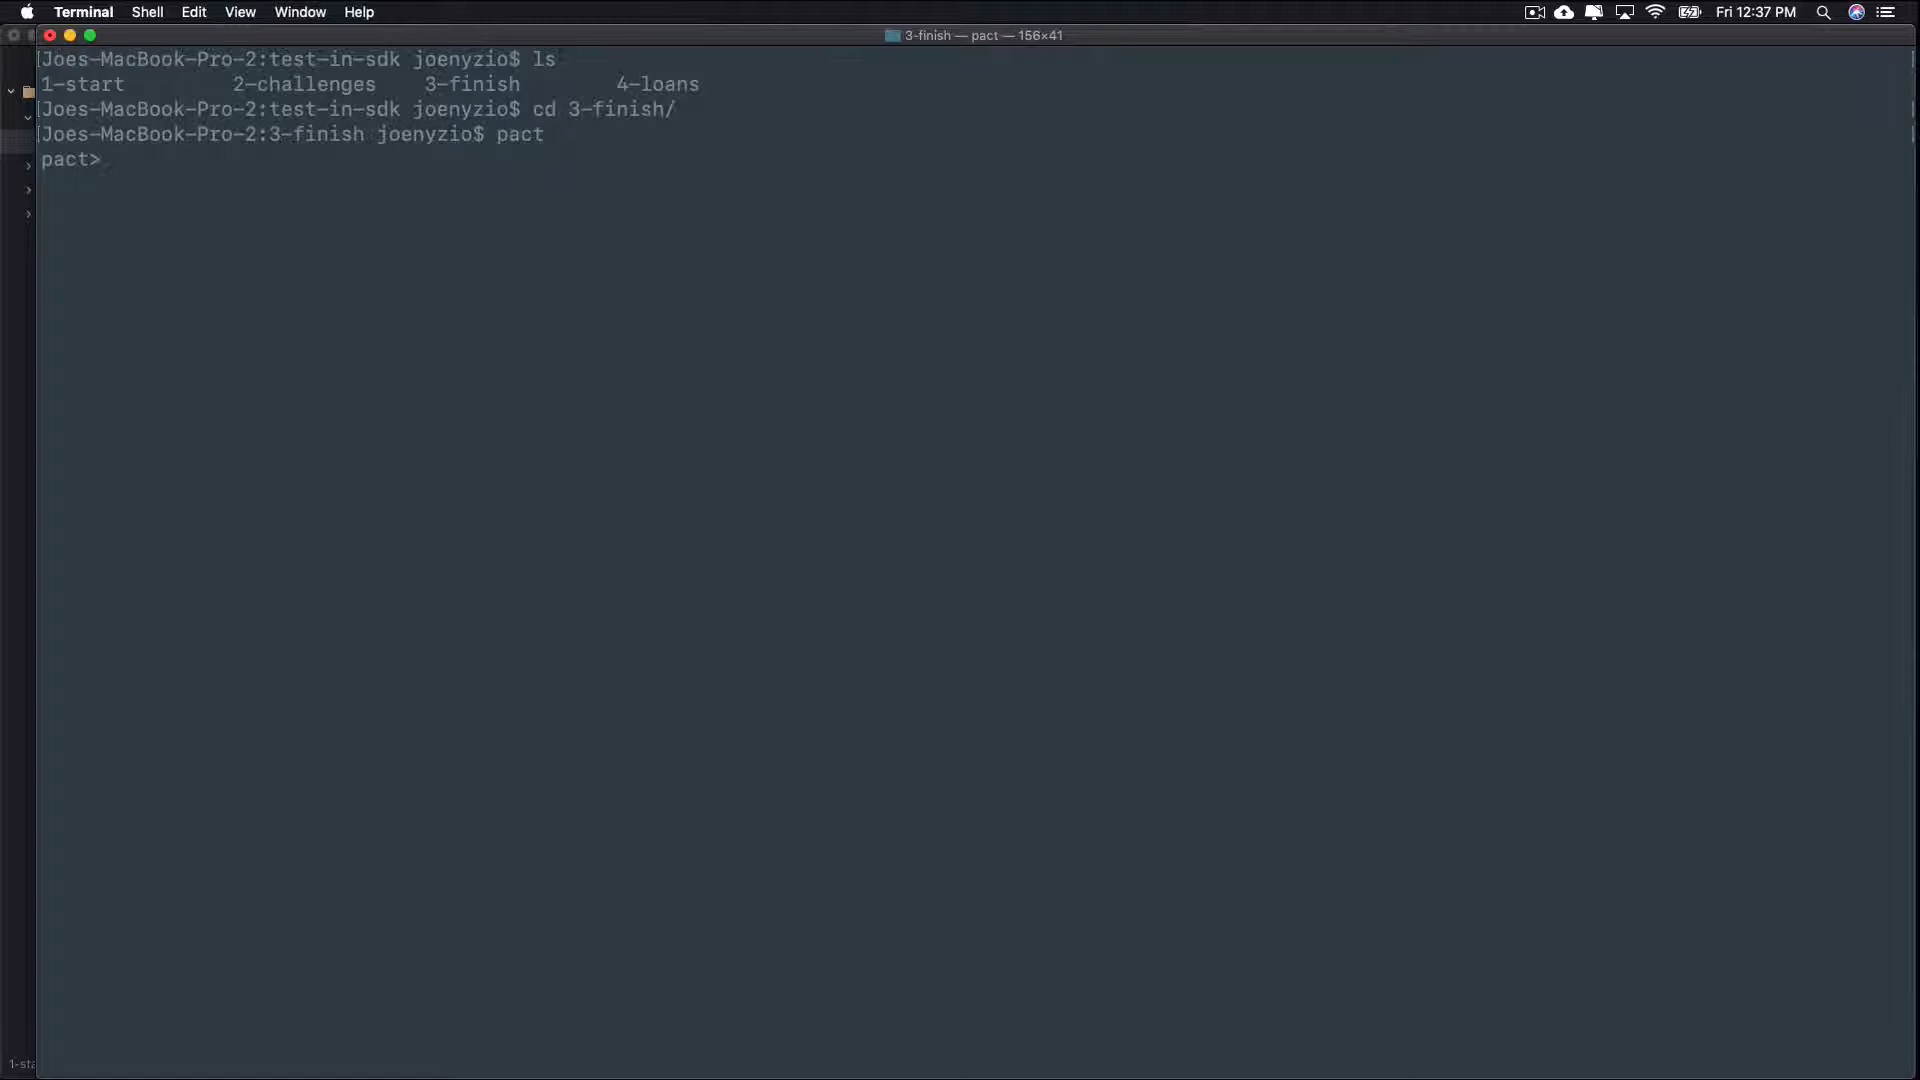 Terminal Shell Edit View Window Help Fri 12:37 PM
3-finish — pact — 156×41
[Joes-MacBook-Pro-2:test-in-sdk joenyzio$ ls
1-start 2-challenges 3-finish 4-loans
[Joes-MacBook-Pro-2:test-in-sdk joenyzio$ cd 3-finish/
[Joes-MacBook-Pro-2:3-finish joenyzio$ pact
pact>